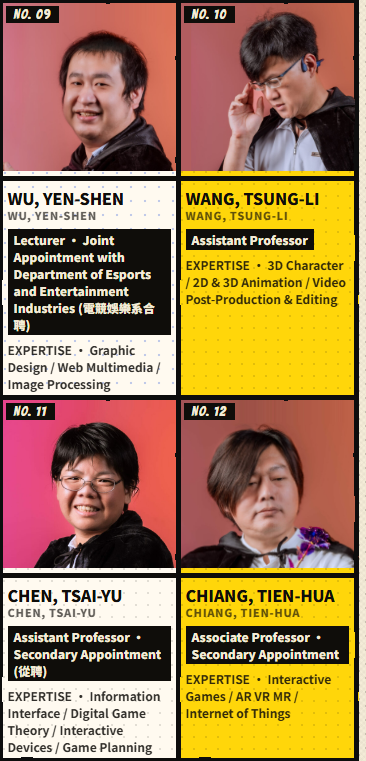 NO. 09
WU, YEN-SHEN
WU, YEN-SHEN
Lecturer • Joint
Appointment with
Department of Esports
and Entertainment
Industries (電競娛樂系合
聘)
EXPERTISE • Graphic
Design / Web Multimedia /
Image Processing
NO. 10
WANG, TSUNG-LI
WANG, TSUNG-LI
Assistant Professor
EXPERTISE • 3D Character
/ 2D & 3D Animation / Video
Post-Production & Editing
NO. 11
CHEN, TSAI-YU
CHEN, TSAI-YU
Assistant Professor •
Secondary Appointment
(從聘)
EXPERTISE • Information
Interface / Digital Game
Theory / Interactive
Devices / Game Planning
NO. 12
CHIANG, TIEN-HUA
CHIANG, TIEN-HUA
Associate Professor •
Secondary Appointment
EXPERTISE • Interactive
Games / AR VR MR /
Internet of Things